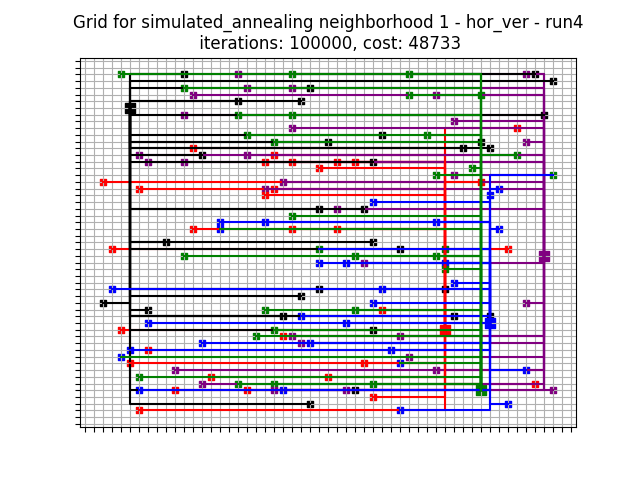 Grid for simulated_annealing neighborhood 1 - hor_ver - run4
iterations: 100000, cost: 48733